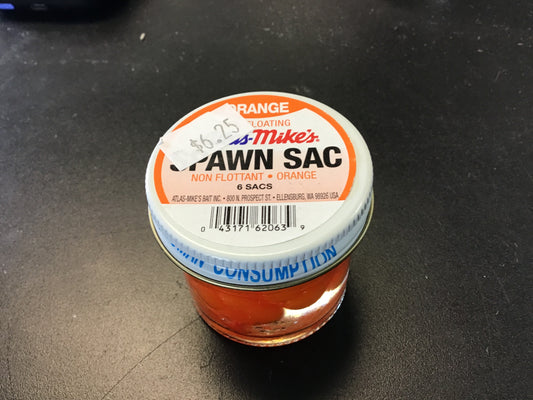 ORANGE
FLOATING
$6.25
Mike's
SPAWN SAC
NON FLOTTANT • ORANGE
6 SACS
ATLAS-MIKE'S BAIT INC. • 800 N. PROSPECT ST. • ELLENSBURG, WA 98926 USA
0 43171 62063 9
CONSUMPTION